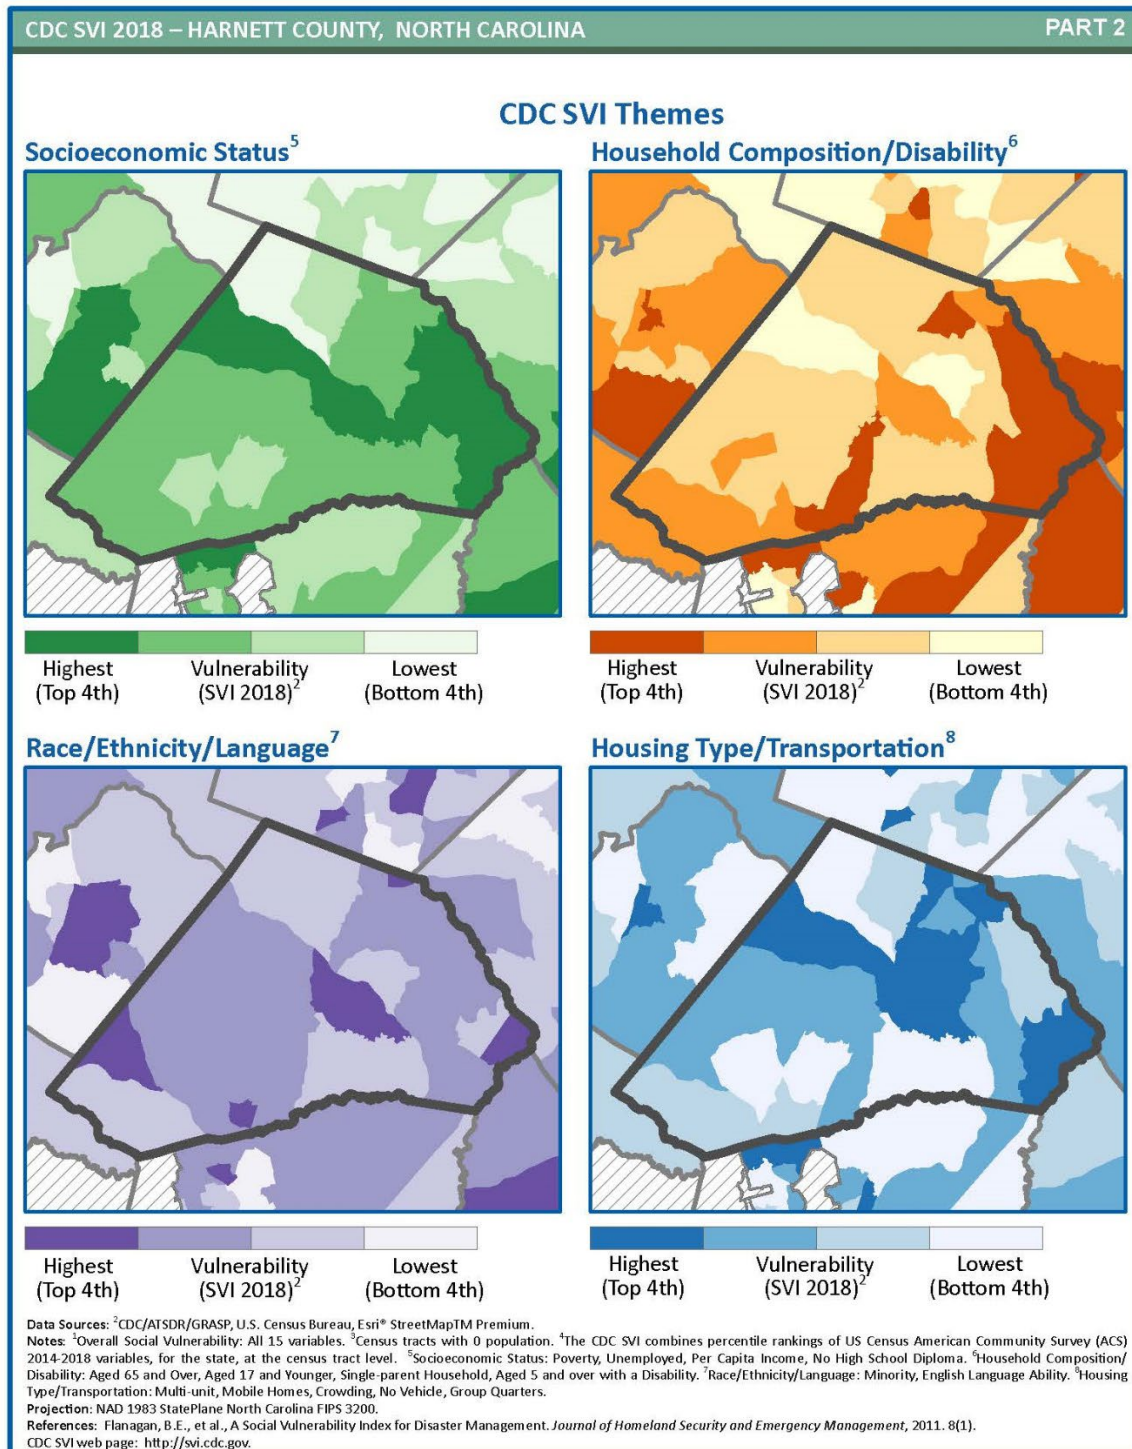 CDC SVI 2018 – HARNETT COUNTY, NORTH CAROLINA
PART 2
CDC SVI Themes
Socioeconomic Status5
Household Composition/Disability6
Highest
(Top 4th)
Vulnerability
(SVI 2018)2
Lowest
(Bottom 4th)
Highest
(Top 4th)
Vulnerability
(SVI 2018)2
Lowest
(Bottom 4th)
Race/Ethnicity/Language7
Housing Type/Transportation8
Highest
(Top 4th)
Vulnerability
(SVI 2018)2
Lowest
(Bottom 4th)
Highest
(Top 4th)
Vulnerability
(SVI 2018)2
Lowest
(Bottom 4th)
Data Sources: 2CDC/ATSDR/GRASP, U.S. Census Bureau, Esri® StreetMapTM Premium.
Notes: 1Overall Social Vulnerability: All 15 variables. 3Census tracts with 0 population. 4The CDC SVI combines percentile rankings of US Census American Community Survey (ACS)
2014-2018 variables, for the state, at the census tract level. 5Socioeconomic Status: Poverty, Unemployed, Per Capita Income, No High School Diploma. 6Household Composition/
Disability: Aged 65 and Over, Aged 17 and Younger, Single-parent Household, Aged 5 and over with a Disability. 7Race/Ethnicity/Language: Minority, English Language Ability. 8Housing
Type/Transportation: Multi-unit, Mobile Homes, Crowding, No Vehicle, Group Quarters.
Projection: NAD 1983 StatePlane North Carolina FIPS 3200.
References: Flanagan, B.E., et al., A Social Vulnerability Index for Disaster Management. Journal of Homeland Security and Emergency Management, 2011. 8(1).
CDC SVI web page: http://svi.cdc.gov.